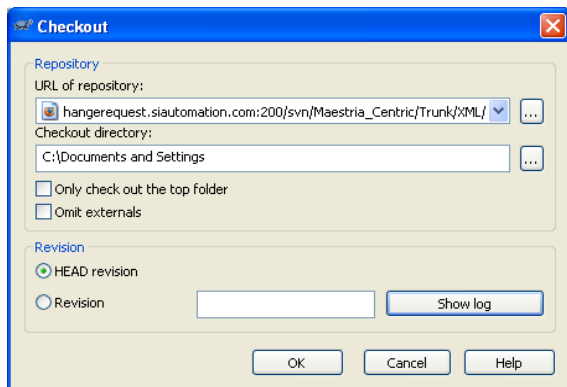 Checkout
Repository
URL of repository:
hangerequest.siautomation.com:200/svn/Maestria_Centric/Trunk/XML/
...
Checkout directory:
C:\Documents and Settings
...
Only check out the top folder
Omit externals
Revision
HEAD revision
Revision
Show log
OK Cancel Help